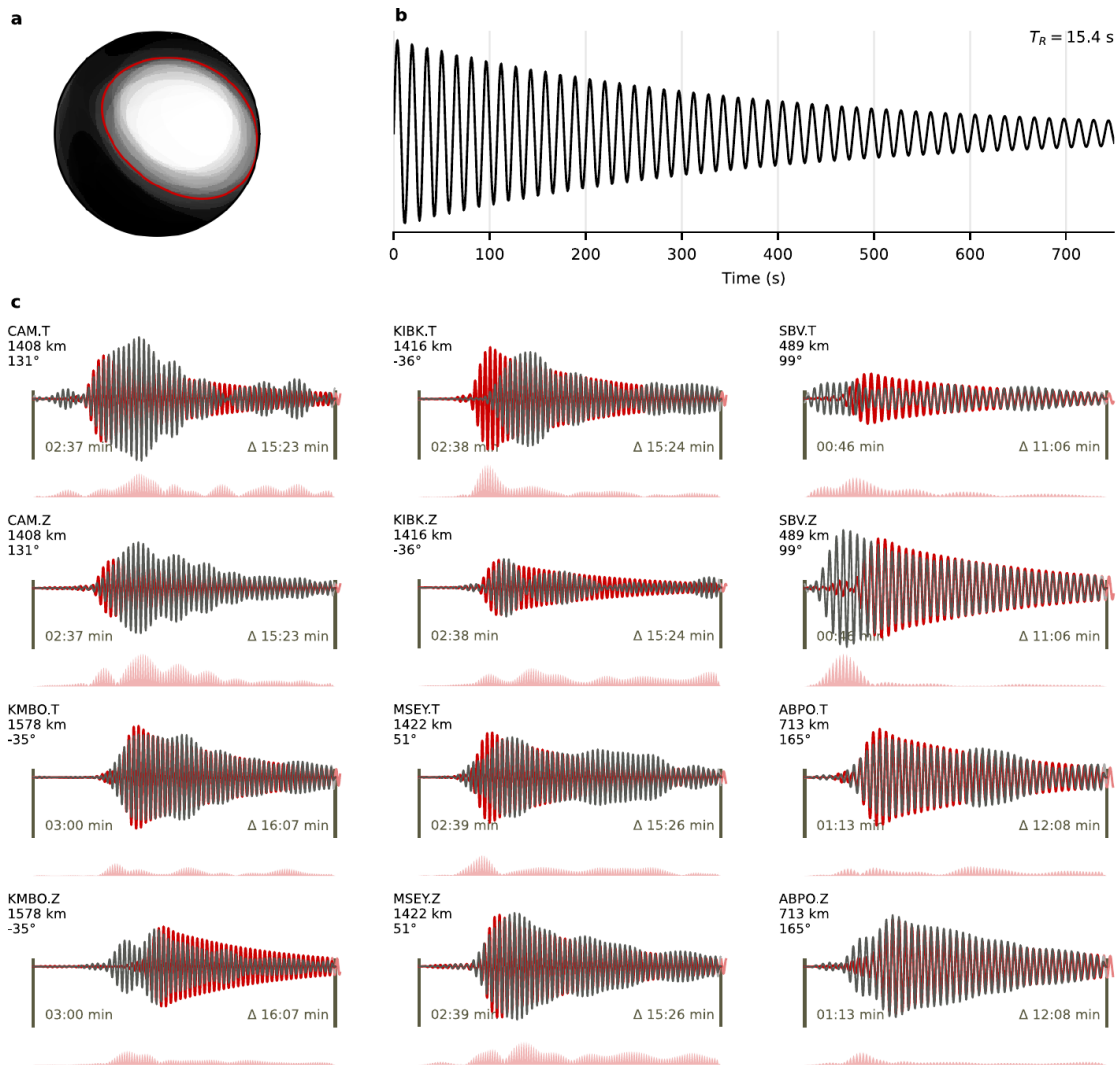 a
b
T_R = 15.4 s
0 100 200 300 400 500 600 700
Time (s)
c
CAM.T
1408 km
131°
02:37 min
Δ 15:23 min
KIBK.T
1416 km
-36°
02:38 min
Δ 15:24 min
SBV.T
489 km
99°
00:46 min
Δ 11:06 min
CAM.Z
1408 km
131°
02:37 min
Δ 15:23 min
KIBK.Z
1416 km
-36°
02:38 min
Δ 15:24 min
SBV.Z
489 km
99°
00:46 min
Δ 11:06 min
KMBO.T
1578 km
-35°
03:00 min
Δ 16:07 min
MSEY.T
1422 km
51°
02:39 min
Δ 15:26 min
ABPO.T
713 km
165°
01:13 min
Δ 12:08 min
KMBO.Z
1578 km
-35°
03:00 min
Δ 16:07 min
MSEY.Z
1422 km
51°
02:39 min
Δ 15:26 min
ABPO.Z
713 km
165°
01:13 min
Δ 12:08 min